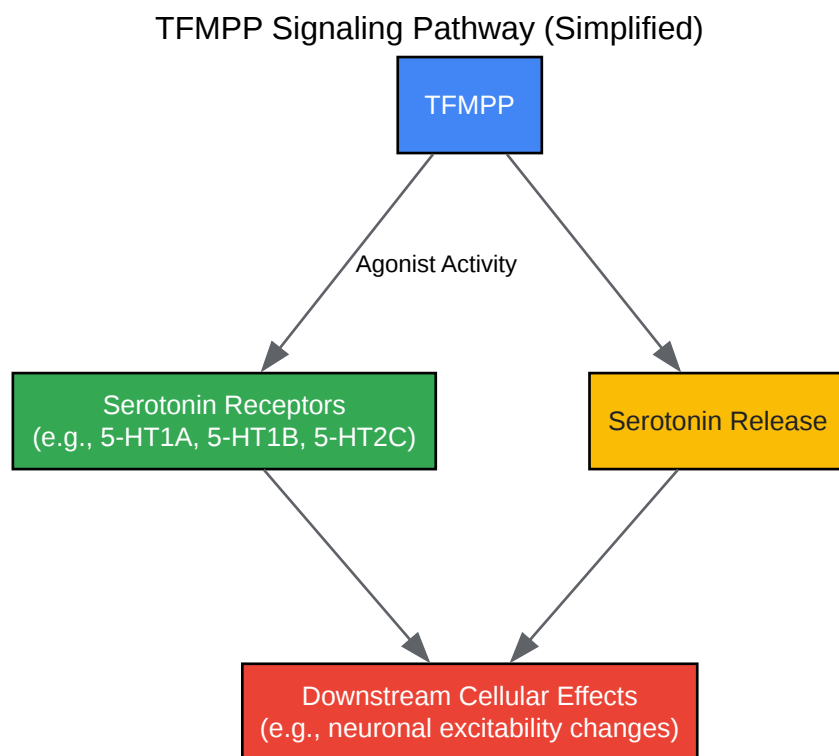 TFMPP Signaling Pathway (Simplified)
TFMPP
Agonist Activity
Serotonin Receptors
(e.g., 5-HT1A, 5-HT1B, 5-HT2C)
Serotonin Release
Downstream Cellular Effects
(e.g., neuronal excitability changes)